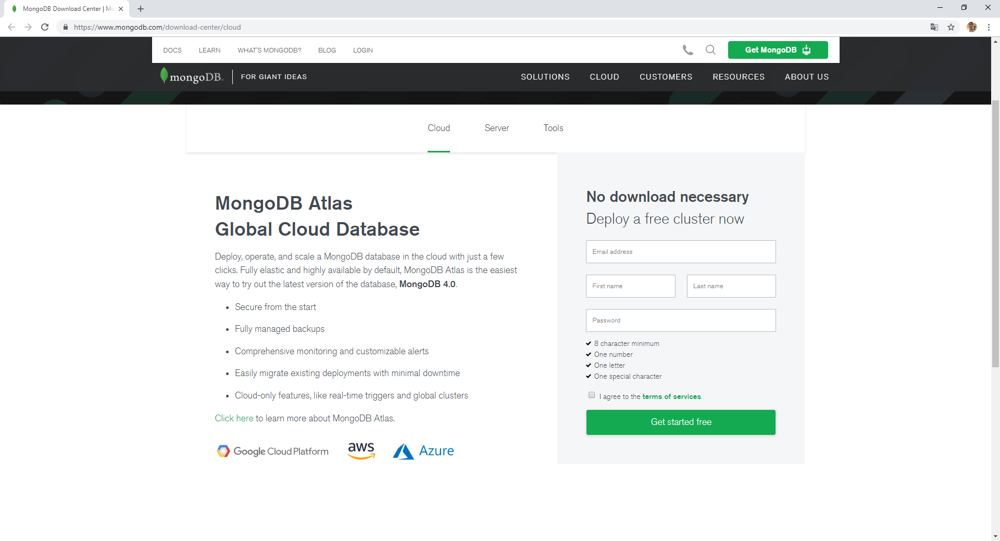 MongoDB Download Center | Mo
https://www.mongodb.com/download-center/cloud
DOCS LEARN WHAT'S MONGODB? BLOG LOGIN Get MongoDB
mongoDB. FOR GIANT IDEAS SOLUTIONS CLOUD CUSTOMERS RESOURCES ABOUT US
Cloud Server Tools
MongoDB Atlas
Global Cloud Database
Deploy, operate, and scale a MongoDB database in the cloud with just a few
clicks. Fully elastic and highly available by default, MongoDB Atlas is the easiest
way to try out the latest version of the database, MongoDB 4.0.
• Secure from the start
• Fully managed backups
• Comprehensive monitoring and customizable alerts
• Easily migrate existing deployments with minimal downtime
• Cloud-only features, like real-time triggers and global clusters
Click here to learn more about MongoDB Atlas.
Google Cloud Platform aws Azure
No download necessary
Deploy a free cluster now
Email address
First name Last name
Password
8 character minimum
One number
One letter
One special character
I agree to the terms of services.
Get started free